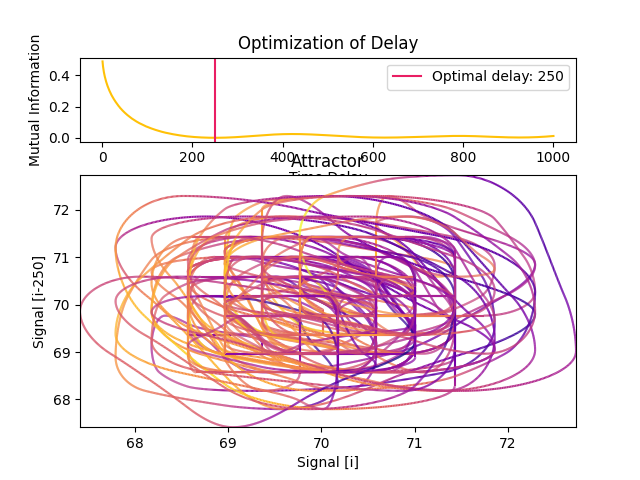 Optimization of Delay
Mutual Information
0.4
0.2
0.0
Optimal delay: 250
0 200 400 600 800 1000
Attractor
Signal [i-250]
72
71
70
69
68
68 69 70 71 72
Signal [i]